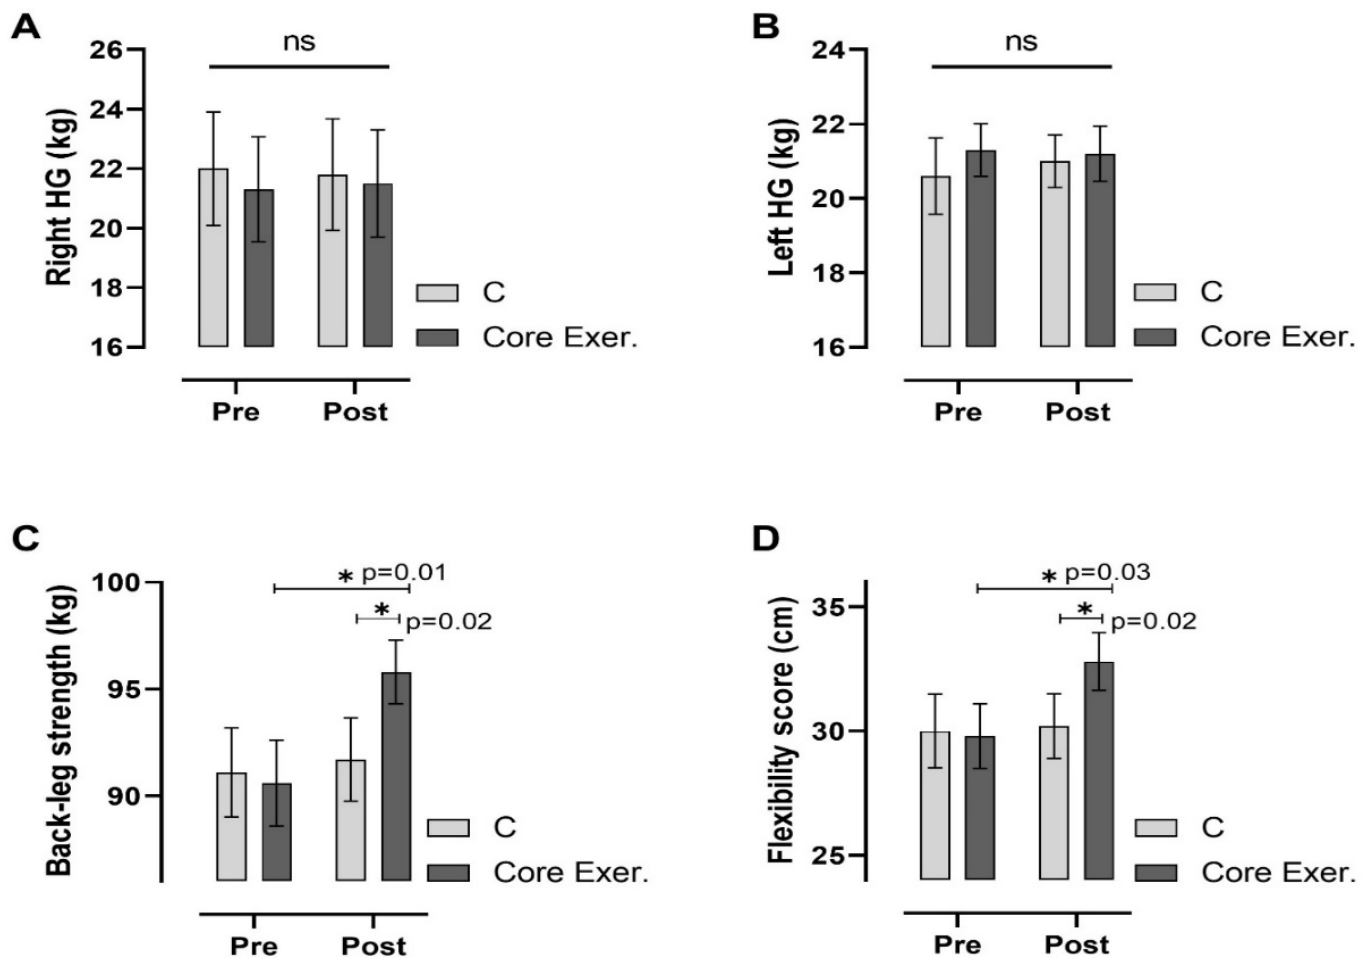 A
Right HG (kg)
26
24
22
20
18
16
ns
Pre
Post
C
Core Exer.
B
Left HG (kg)
24
22
20
18
16
ns
Pre
Post
C
Core Exer.
C
Back-leg strength (kg)
100
95
90
* p=0.01
* p=0.02
Pre
Post
C
Core Exer.
D
Flexibility score (cm)
35
30
25
* p=0.03
* p=0.02
Pre
Post
C
Core Exer.